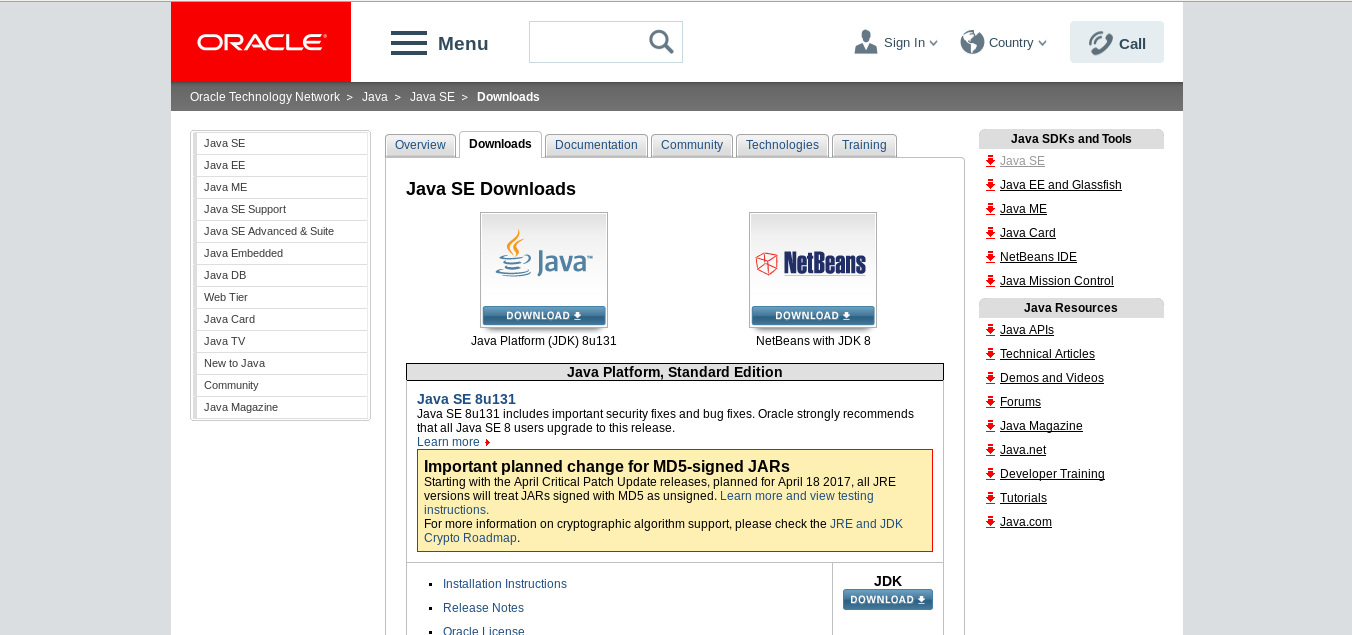 ORACLE
Menu
Sign In
Country
Call
Oracle Technology Network > Java > Java SE > Downloads
Java SE
Java EE
Java ME
Java SE Support
Java SE Advanced & Suite
Java Embedded
Java DB
Web Tier
Java Card
Java TV
New to Java
Community
Java Magazine
Overview
Downloads
Documentation
Community
Technologies
Training
Java SE Downloads
Java™
DOWNLOAD
Java Platform (JDK) 8u131
NetBeans
DOWNLOAD
NetBeans with JDK 8
Java Platform, Standard Edition
Java SE 8u131
Java SE 8u131 includes important security fixes and bug fixes. Oracle strongly recommends
that all Java SE 8 users upgrade to this release.
Learn more
Important planned change for MD5-signed JARs
Starting with the April Critical Patch Update releases, planned for April 18 2017, all JRE
versions will treat JARs signed with MD5 as unsigned. Learn more and view testing
instructions.
For more information on cryptographic algorithm support, please check the JRE and JDK
Crypto Roadmap.
Installation Instructions
Release Notes
Oracle License
JDK
DOWNLOAD
Java SDKs and Tools
Java SE
Java EE and Glassfish
Java ME
Java Card
NetBeans IDE
Java Mission Control
Java Resources
Java APIs
Technical Articles
Demos and Videos
Forums
Java Magazine
Java.net
Developer Training
Tutorials
Java.com